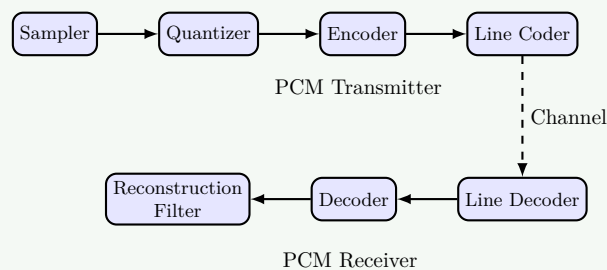 Sampler
Quantizer
Encoder
Line Coder
PCM Transmitter
Channel
Reconstruction
Filter
Decoder
Line Decoder
PCM Receiver